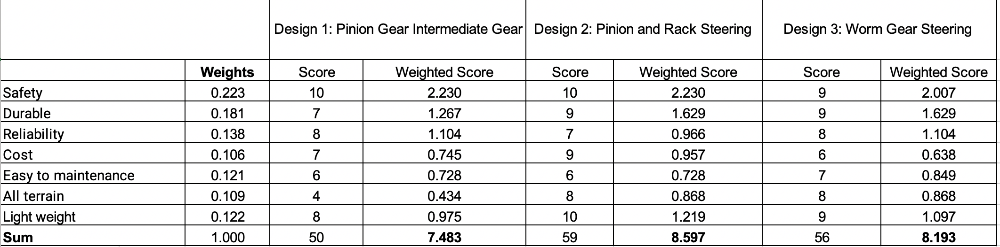 Design 1: Pinion Gear Intermediate Gear Design 2: Pinion and Rack Steering Design 3: Worm Gear Steering
Weights Score Weighted Score Score Weighted Score Score Weighted Score
Safety 0.223 10 2.230 10 2.230 9 2.007
Durable 0.181 7 1.267 9 1.629 9 1.629
Reliability 0.138 8 1.104 7 0.966 8 1.104
Cost 0.106 7 0.745 9 0.957 6 0.638
Easy to maintenance 0.121 6 0.728 6 0.728 7 0.849
All terrain 0.109 4 0.434 8 0.868 8 0.868
Light weight 0.122 8 0.975 10 1.219 9 1.097
Sum 1.000 50 7.483 59 8.597 56 8.193